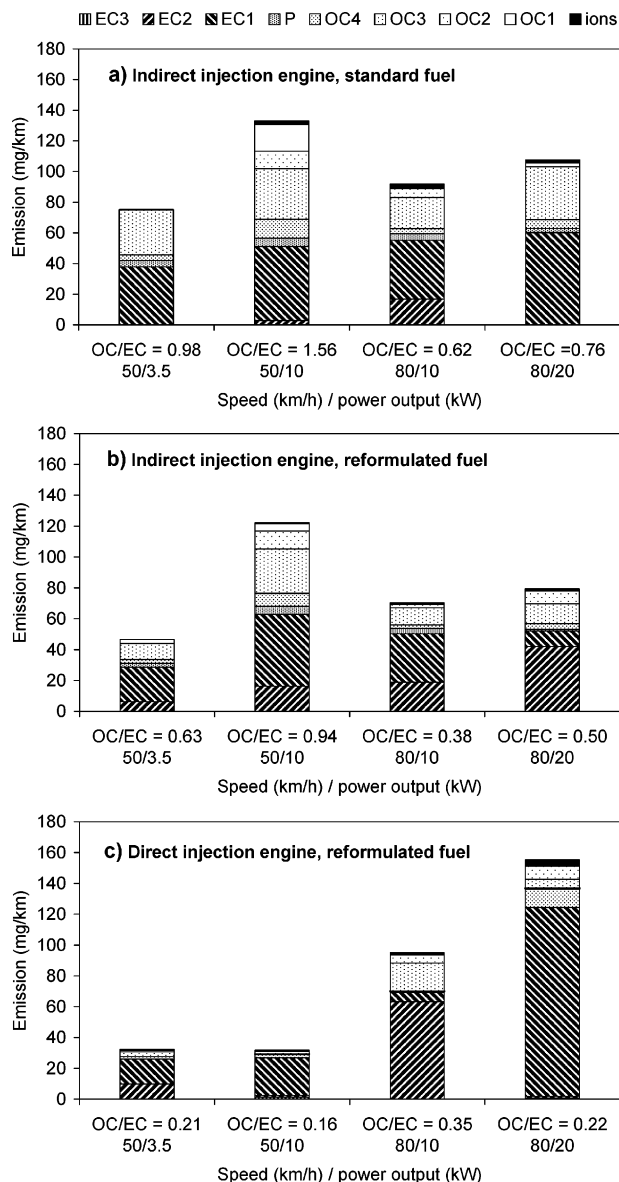 EC3 EC2 EC1 P OC4 OC3 OC2 OC1 ions
a) Indirect injection engine, standard fuel
Emission (mg/km)
180
160
140
120
100
80
60
40
20
0
OC/EC = 0.98 OC/EC = 1.56 OC/EC = 0.62 OC/EC =0.76
50/3.5 50/10 80/10 80/20
Speed (km/h) / power output (kW)
b) Indirect injection engine, reformulated fuel
Emission (mg/km)
180
160
140
120
100
80
60
40
20
0
OC/EC = 0.63 OC/EC = 0.94 OC/EC = 0.38 OC/EC = 0.50
50/3.5 50/10 80/10 80/20
Speed (km/h) / power output (kW)
c) Direct injection engine, reformulated fuel
Emission (mg/km)
180
160
140
120
100
80
60
40
20
0
OC/EC = 0.21 OC/EC = 0.16 OC/EC = 0.35 OC/EC = 0.22
50/3.5 50/10 80/10 80/20
Speed (km/h) / power output (kW)